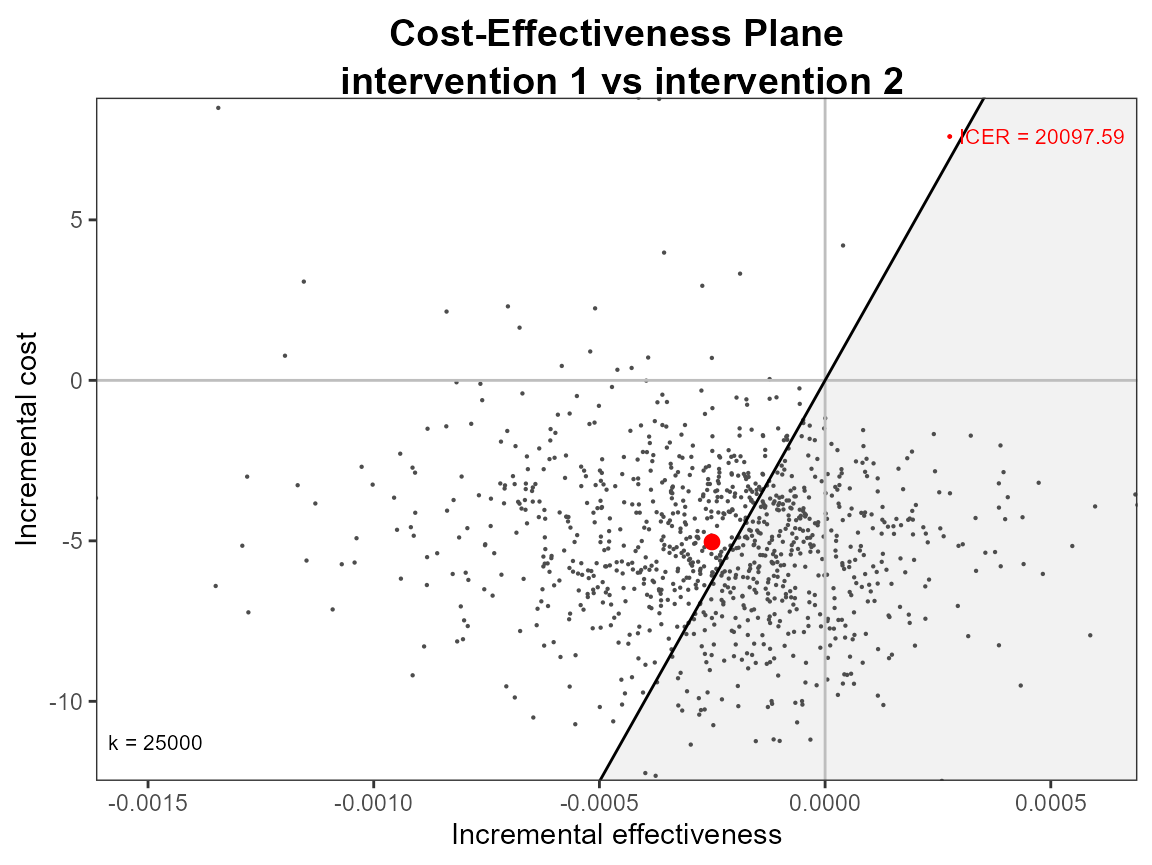 Cost-Effectiveness Plane
intervention 1 vs intervention 2
ICER = 20097.59
Incremental cost
5
0
-5
-10
k = 25000
-0.0015
-0.0010
-0.0005
0.0000
0.0005
Incremental effectiveness